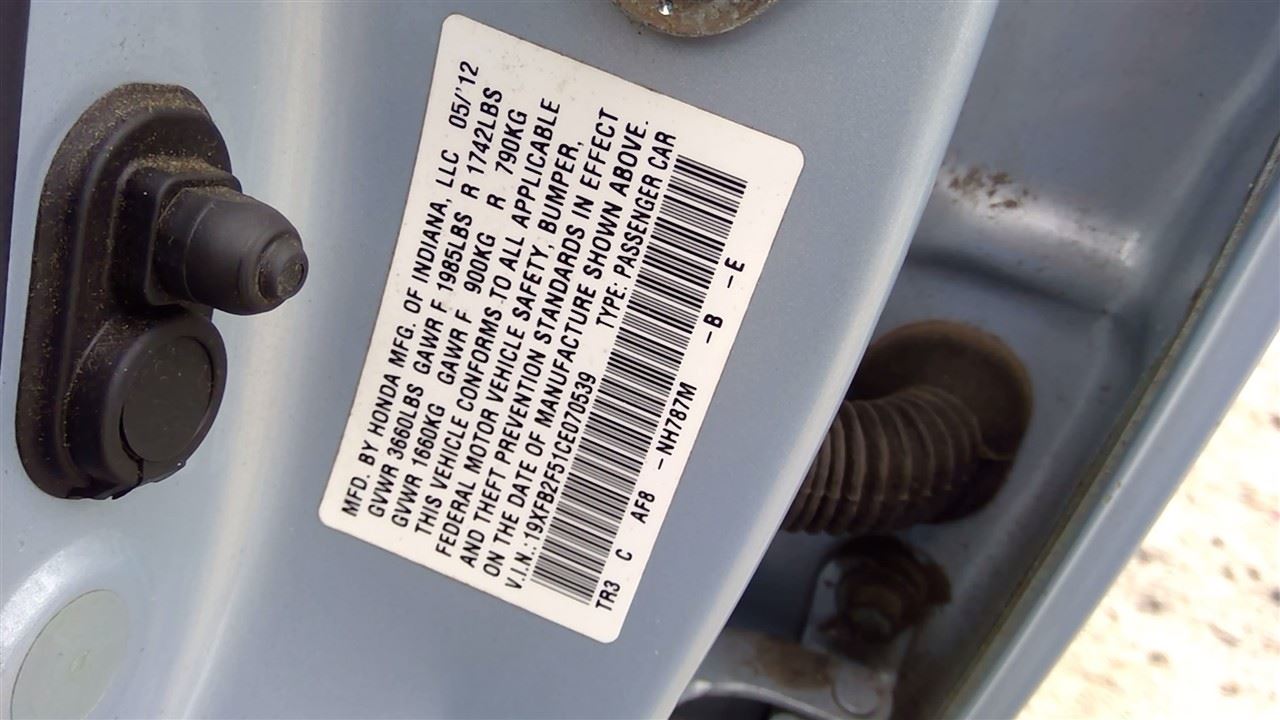 MFD. BY HONDA MFG. OF INDIANA, LLC 05/'12
GVWR 3660LBS GAWR F 1985LBS R 1742LBS
GVWR 1660KG GAWR F 900KG R 790KG
THIS VEHICLE CONFORMS TO ALL APPLICABLE
FEDERAL MOTOR VEHICLE SAFETY, BUMPER,
AND THEFT PREVENTION STANDARDS IN EFFECT
ON THE DATE OF MANUFACTURE SHOWN ABOVE.
V.I.N.:19XFB2F51CE070539 TYPE: PASSENGER CAR
TR3 C AF8 -NH787M -B -E